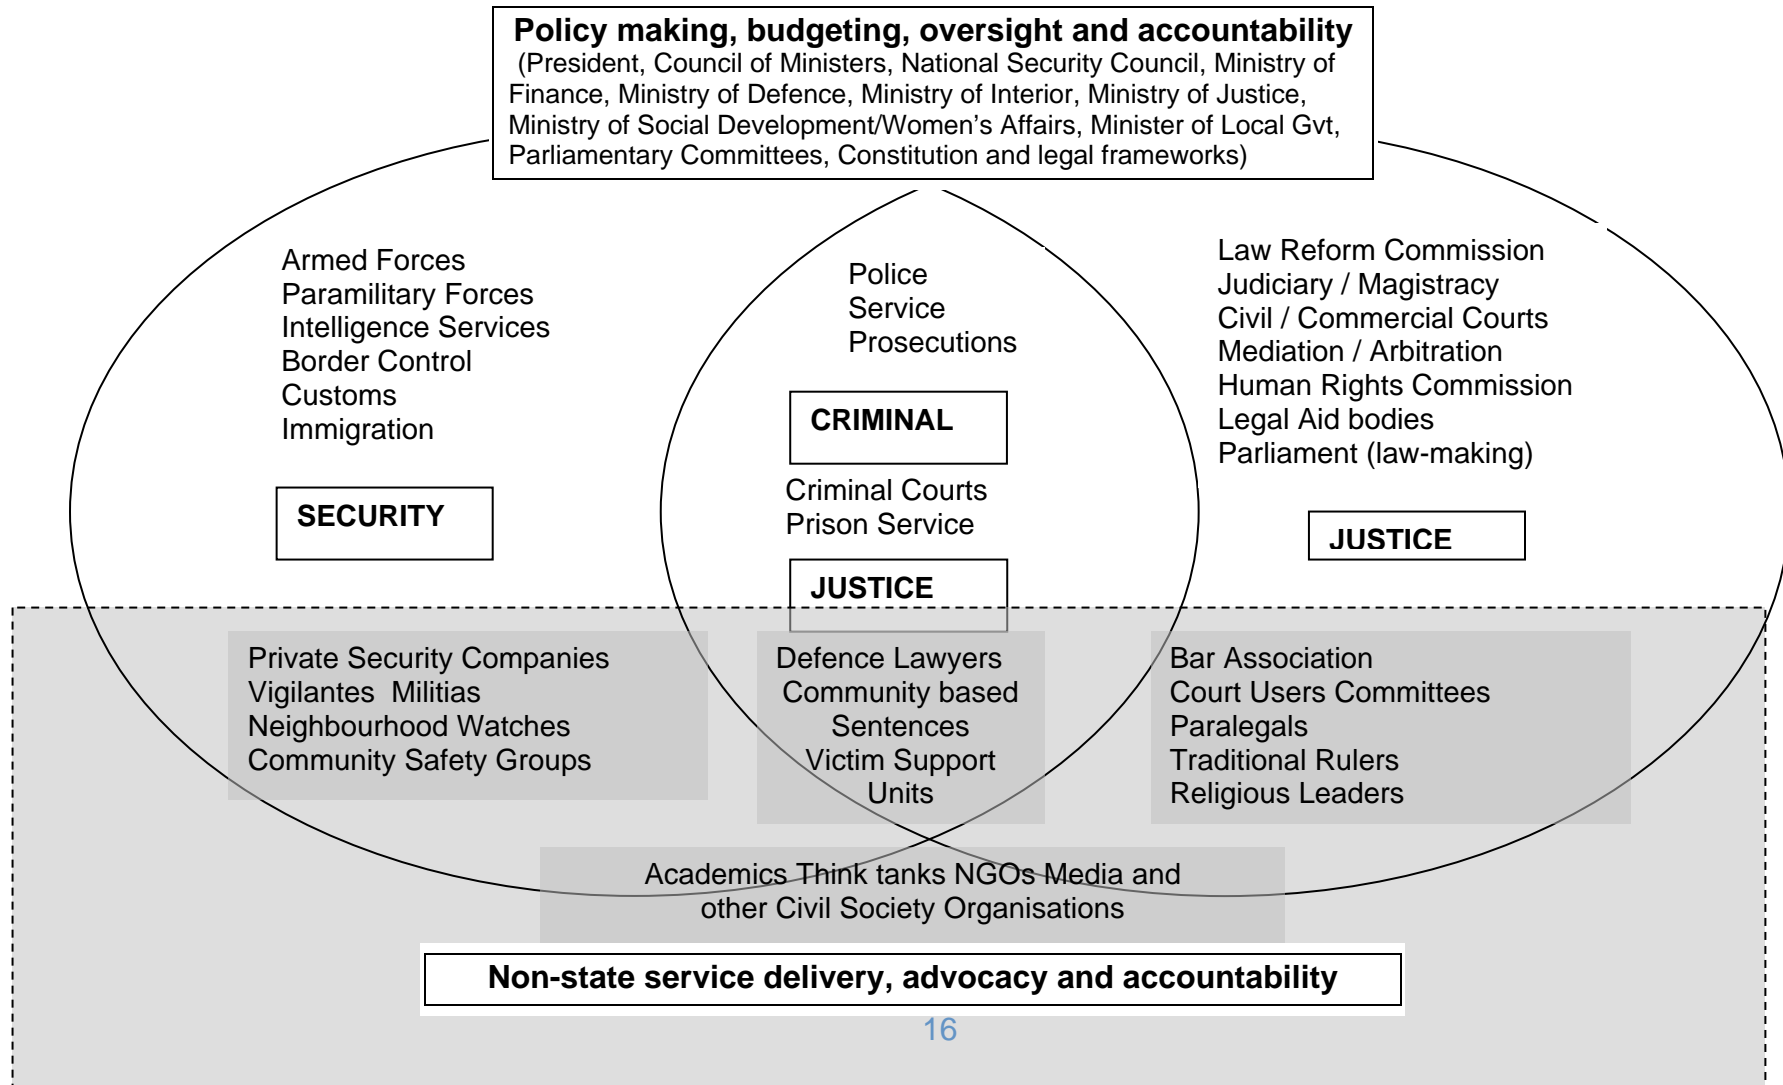 Policy making, budgeting, oversight and accountability
(President, Council of Ministers, National Security Council, Ministry of
Finance, Ministry of Defence, Ministry of Interior, Ministry of Justice,
Ministry of Social Development/Women’s Affairs, Minister of Local Gvt,
Parliamentary Committees, Constitution and legal frameworks)
Armed Forces
Paramilitary Forces
Intelligence Services
Border Control
Customs
Immigration
SECURITY
Police
Service
Prosecutions
CRIMINAL
Criminal Courts
Prison Service
JUSTICE
Law Reform Commission
Judiciary / Magistracy
Civil / Commercial Courts
Mediation / Arbitration
Human Rights Commission
Legal Aid bodies
Parliament (law-making)
JUSTICE
Private Security Companies
Vigilantes  Militias
Neighbourhood Watches
Community Safety Groups
Defence Lawyers
Community based
Sentences
Victim Support
Units
Bar Association
Court Users Committees
Paralegals
Traditional Rulers
Religious Leaders
Academics Think tanks NGOs Media and
other Civil Society Organisations
Non-state service delivery, advocacy and accountability
16